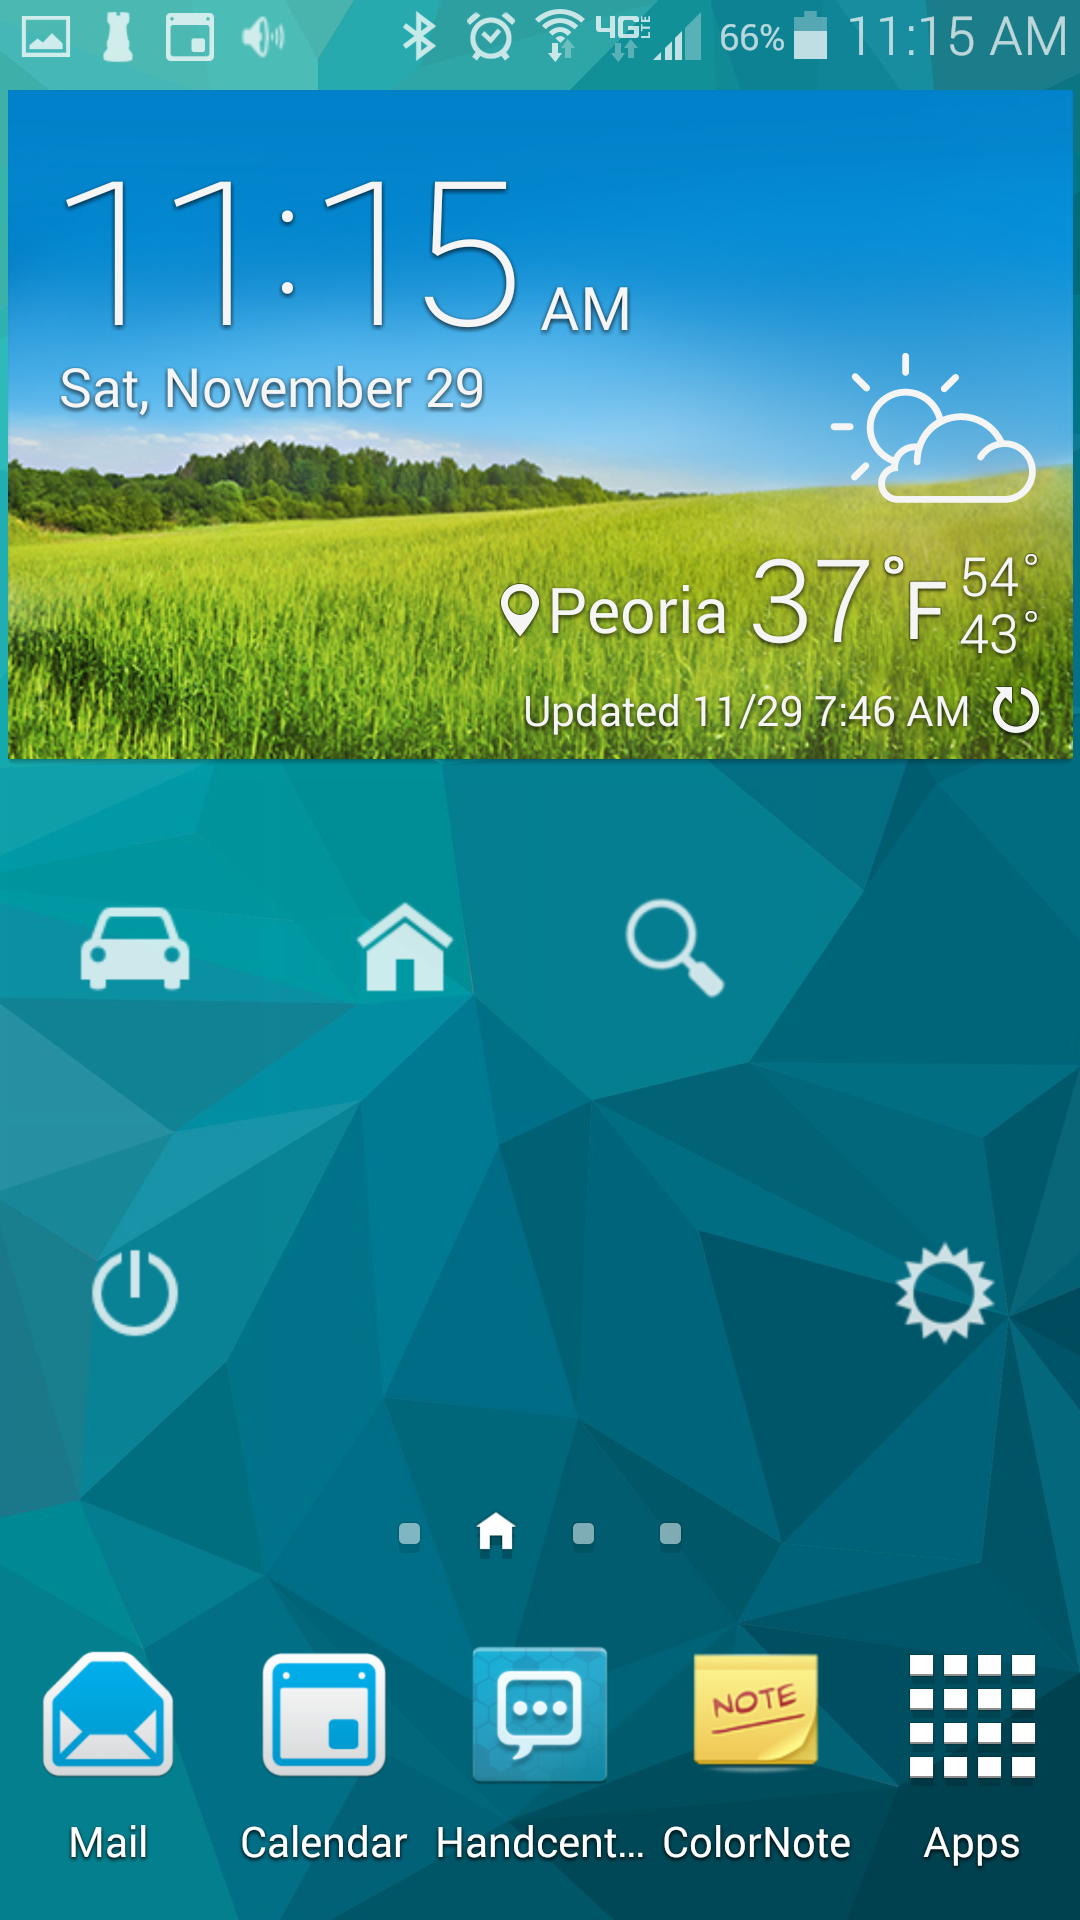 4G LTE 66% 11:15 AM
11:15 AM
Sat, November 29
Peoria 37°F 54°
43°
Updated 11/29 7:46 AM
NOTE
Mail Calendar Handcent... ColorNote Apps